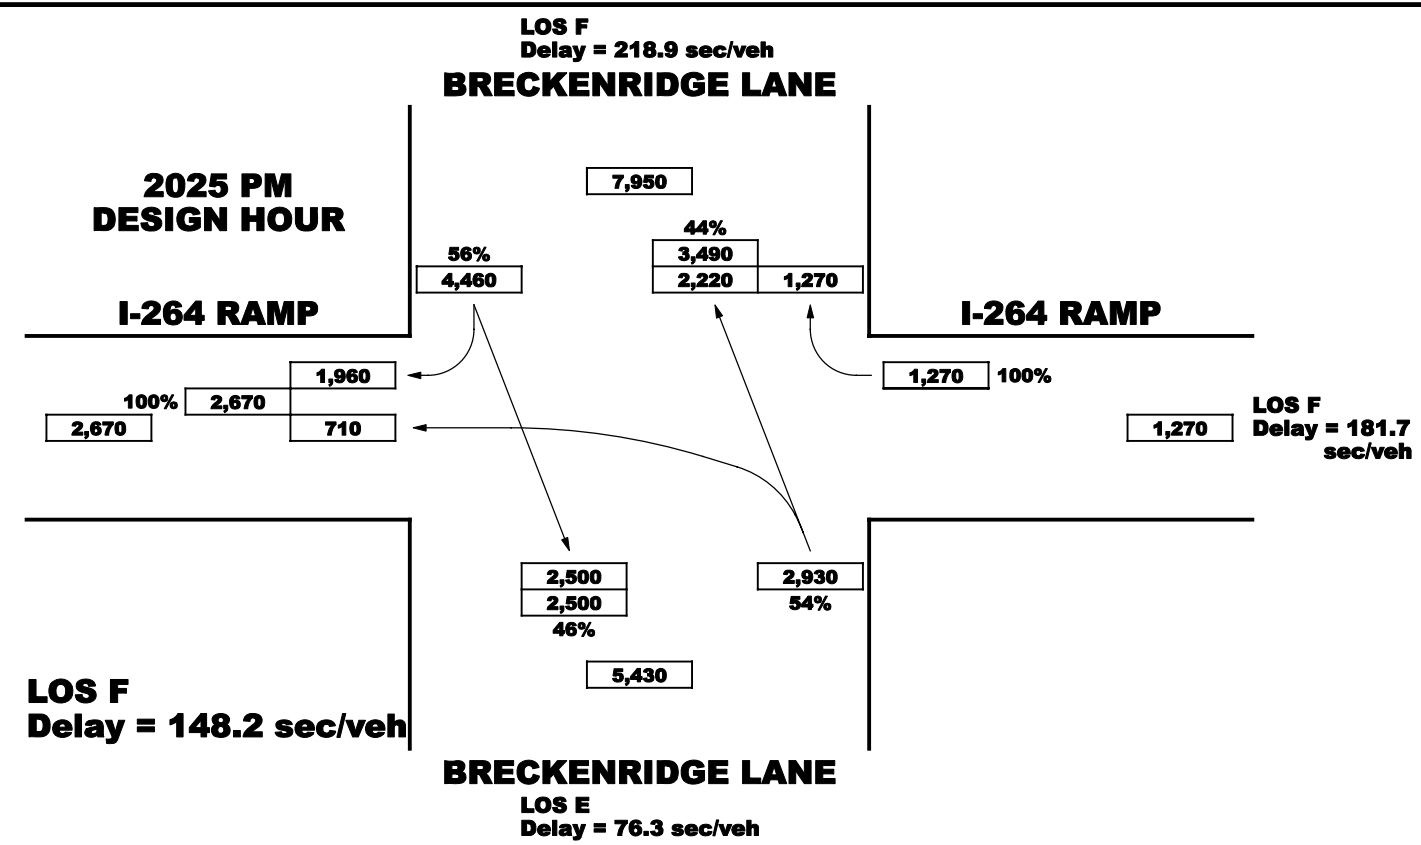 LOS F
Delay = 218.9 sec/veh
BRECKENRIDGE LANE
2025 PM
DESIGN HOUR
7,950
44%
3,490
2,220 1,270
56%
4,460
I-264 RAMP
I-264 RAMP
1,960
100% 2,670
2,670
710
1,270 100%
1,270
LOS F
Delay = 181.7
sec/veh
2,500
2,500
46%
2,930
54%
5,430
LOS F
Delay = 148.2 sec/veh
BRECKENRIDGE LANE
LOS E
Delay = 76.3 sec/veh